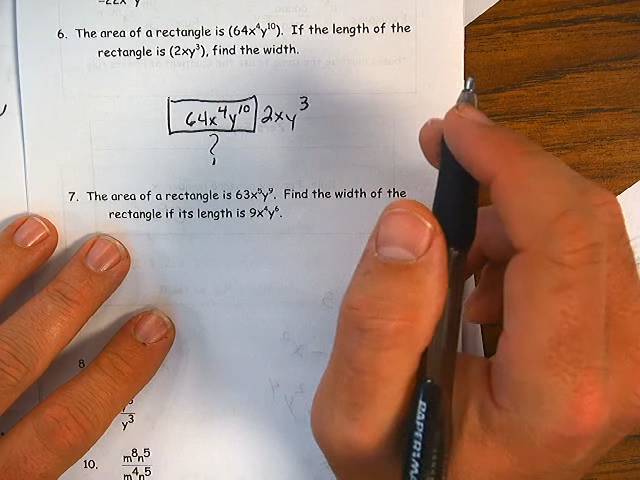 6. The area of a rectangle is (64x⁴y¹⁰). If the length of the
rectangle is (2xy³), find the width.
64x⁴y¹⁰ 2xy³
?
7. The area of a rectangle is 63x⁵y⁹. Find the width of the
rectangle if its length is 9x⁴y⁶.
8
y³
10. m⁸n⁵
m⁴n⁵
PAPERM